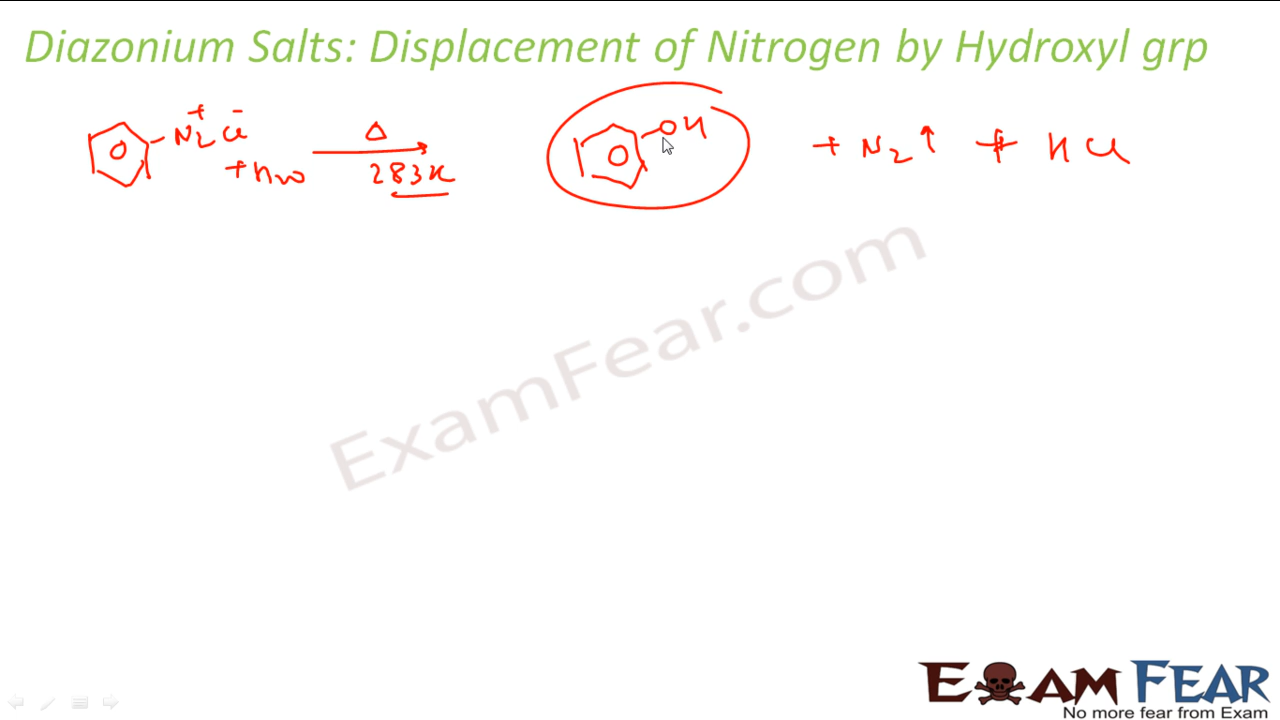 Diazonium Salts: Displacement of Nitrogen by Hydroxyl grp
N₂⁺Cl⁻ + H₂O Δ 283K OH + N₂↑ + HCl
ExamFear.com
EXAM FEAR
No more fear from Exam